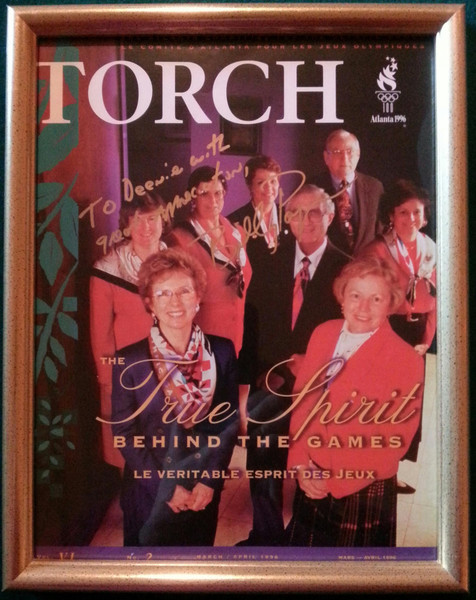 LE COMITÉ D'ATLANTA POUR LES JEUX OLYMPIQUES
TORCH
Atlanta 1996
To Deenie with
great appreciation,
THE
True Spirit
BEHIND THE GAMES
LE VERITABLE ESPRIT DES JEUX
MARCH - APRIL 1996
MARS - AVRIL 1996